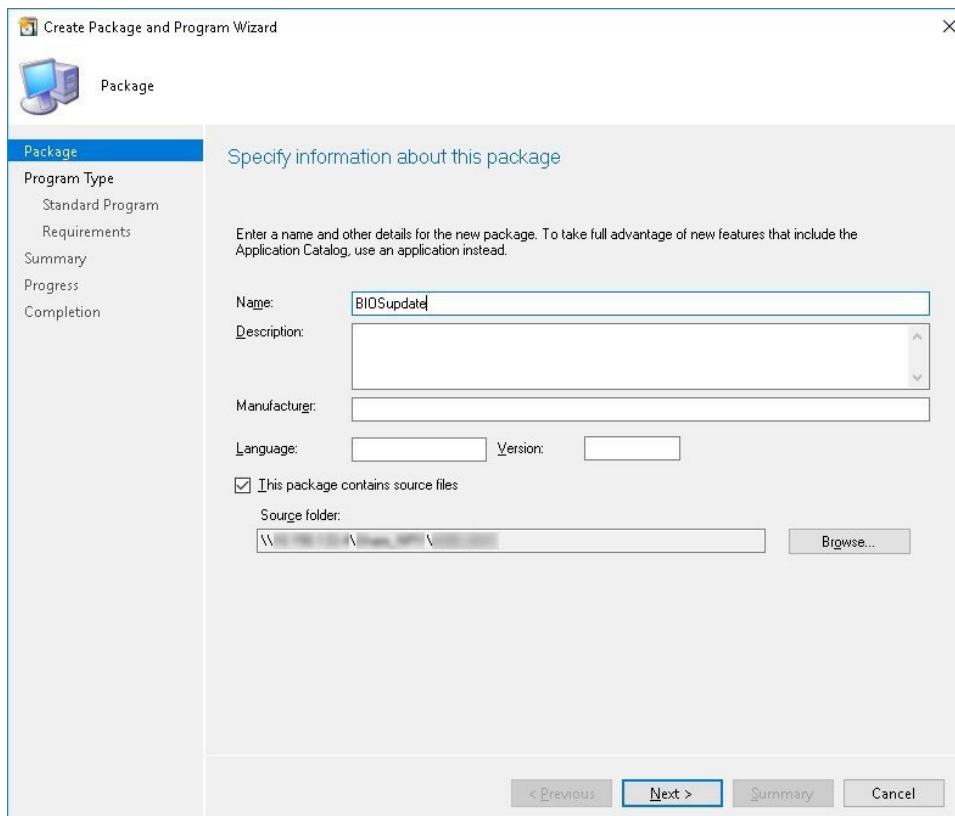 Create Package and Program Wizard
Package
Package
Program Type
Standard Program
Requirements
Summary
Progress
Completion
Specify information about this package
Enter a name and other details for the new package. To take full advantage of new features that include the
Application Catalog, use an application instead.
Name:
BIOSupdate
Description:
Manufacturer:
Language:
Version:
This package contains source files
Source folder:
\\
Browse...
< Previous
Next >
Summary
Cancel